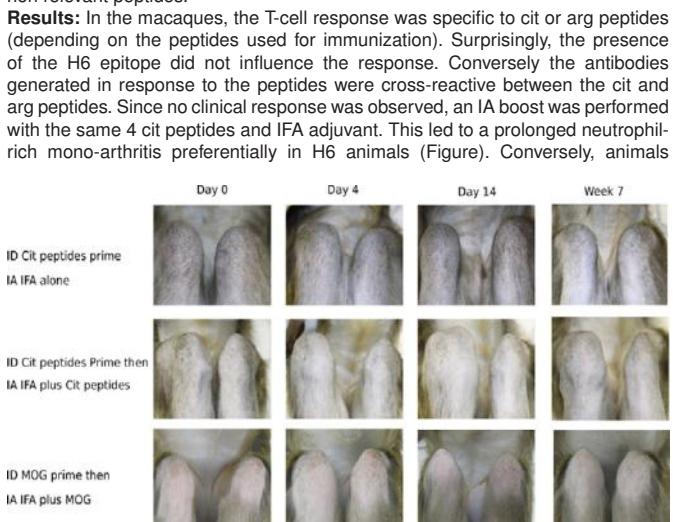 Results: In the macaques, the T-cell response was specific to cit or arg peptides
(depending on the peptides used for immunization). Surprisingly, the presence
of the H6 epitope did not influence the response. Conversely the antibodies
generated in response to the peptides were cross-reactive between the cit and
arg peptides. Since no clinical response was observed, an IA boost was performed
with the same 4 cit peptides and IFA adjuvant. This led to a prolonged neutrophil-
rich mono-arthritis preferentially in H6 animals (Figure). Conversely, animals
Day 0 Day 4 Day 14 Week 7
ID Cit peptides prime
IA IFA alone
ID Cit peptides Prime then
IA IFA plus Cit peptides
ID MOG prime then
IA IFA plus MOG